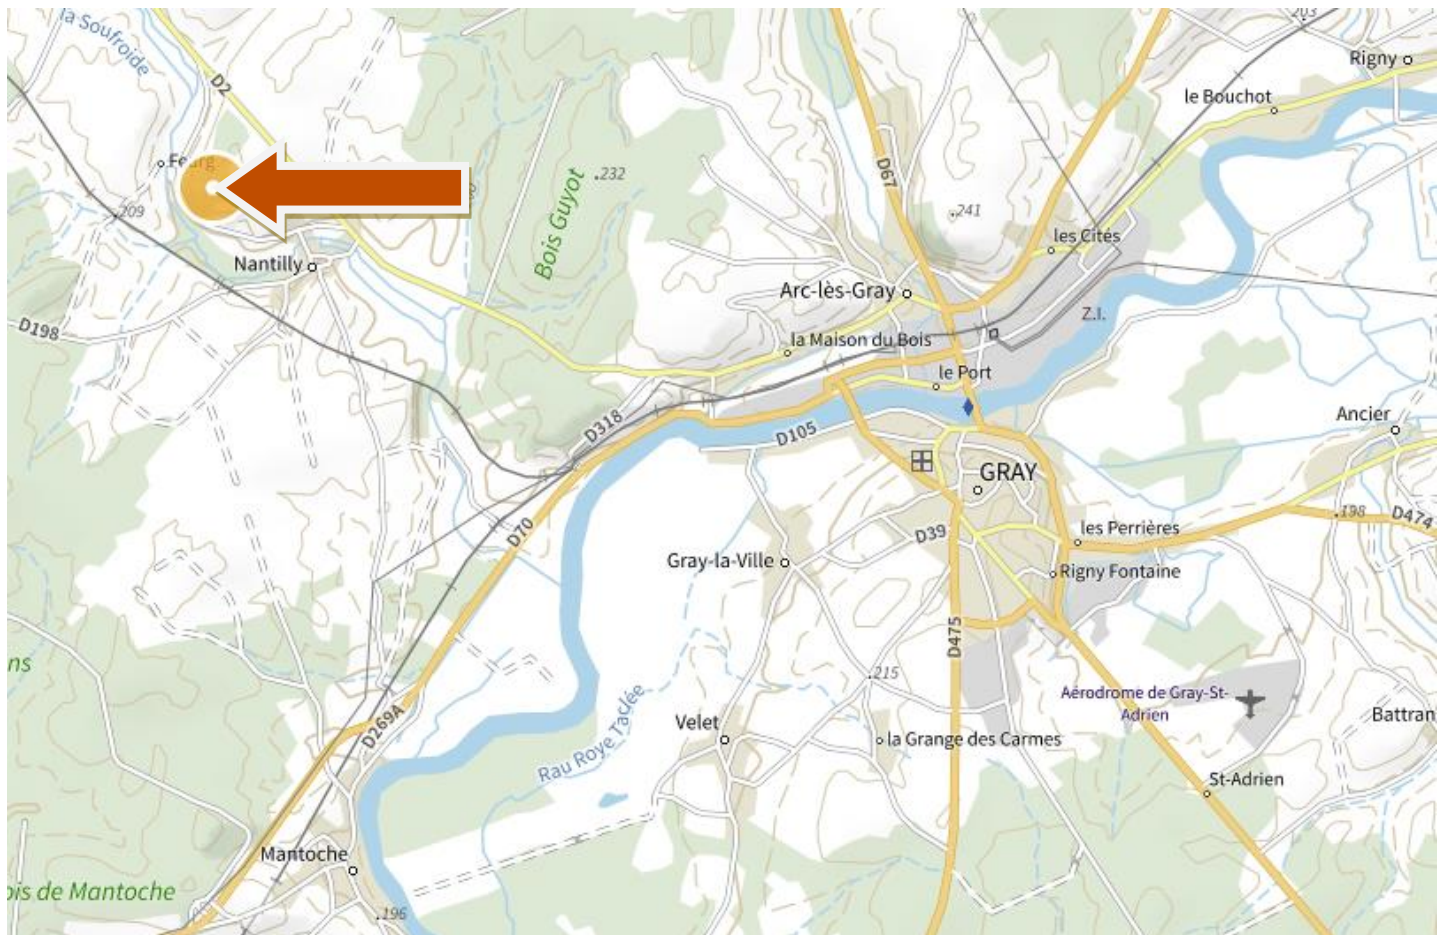 la Soufroide
D2
203
Rigny
le Bouchot
Bois Guyot
232
D67
209
241
les Cités
Nantilly
Arc-lès-Gray
Z.I.
D198
la Maison du Bois
le Port
D318
D105
Ancier
GRAY
198
D474
D70
D39
les Perrières
Gray-la-Ville
Rigny Fontaine
D475
ns
215
Aérodrome de Gray-St-
Adrien
D269A
Velet
Rau Roye Taclée
la Grange des Carmes
Battran
St-Adrien
Mantoche
ois de Mantoche
196